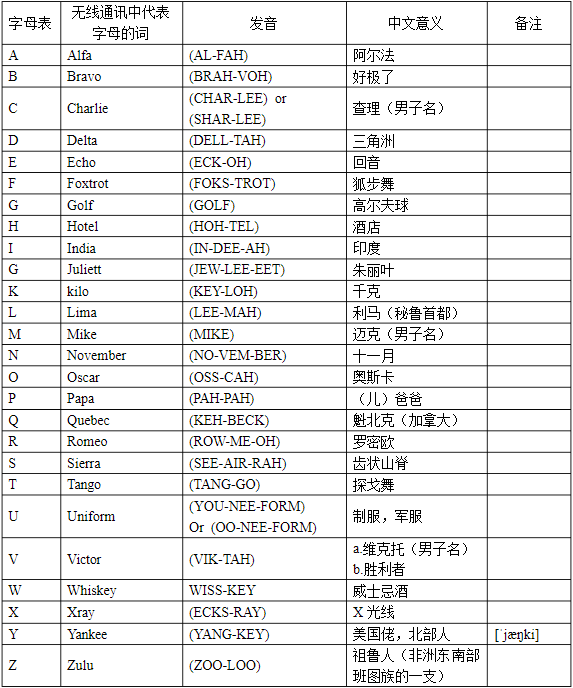 字母表 无线通讯中代表 发音 中文意义 备注
字母的词
A Alfa (AL-FAH) 阿尔法
B Bravo (BRAH-VOH) 好极了
C Charlie (CHAR-LEE) or 查理（男子名）
(SHAR-LEE)
D Delta (DELL-TAH) 三角洲
E Echo (ECK-OH) 回音
F Foxtrot (FOKS-TROT) 狐步舞
G Golf (GOLF) 高尔夫球
H Hotel (HOH-TEL) 酒店
I India (IN-DEE-AH) 印度
G Juliett (JEW-LEE-EET) 朱丽叶
K kilo (KEY-LOH) 千克
L Lima (LEE-MAH) 利马（秘鲁首都）
M Mike (MIKE) 迈克（男子名）
N November (NO-VEM-BER) 十一月
O Oscar (OSS-CAH) 奥斯卡
P Papa (PAH-PAH) （儿）爸爸
Q Quebec (KEH-BECK) 魁北克（加拿大）
R Romeo (ROW-ME-OH) 罗密欧
S Sierra (SEE-AIR-RAH) 齿状山脊
T Tango (TANG-GO) 探戈舞
U Uniform (YOU-NEE-FORM) 制服，军服
Or (OO-NEE-FORM)
V Victor (VIK-TAH) a.维克托（男子名）
b.胜利者
W Whiskey WISS-KEY 威士忌酒
X Xray (ECKS-RAY) X 光线
Y Yankee (YANG-KEY) 美国佬，北部人 [ˈjæŋki]
Z Zulu (ZOO-LOO) 祖鲁人（非洲东南部
班图族的一支）